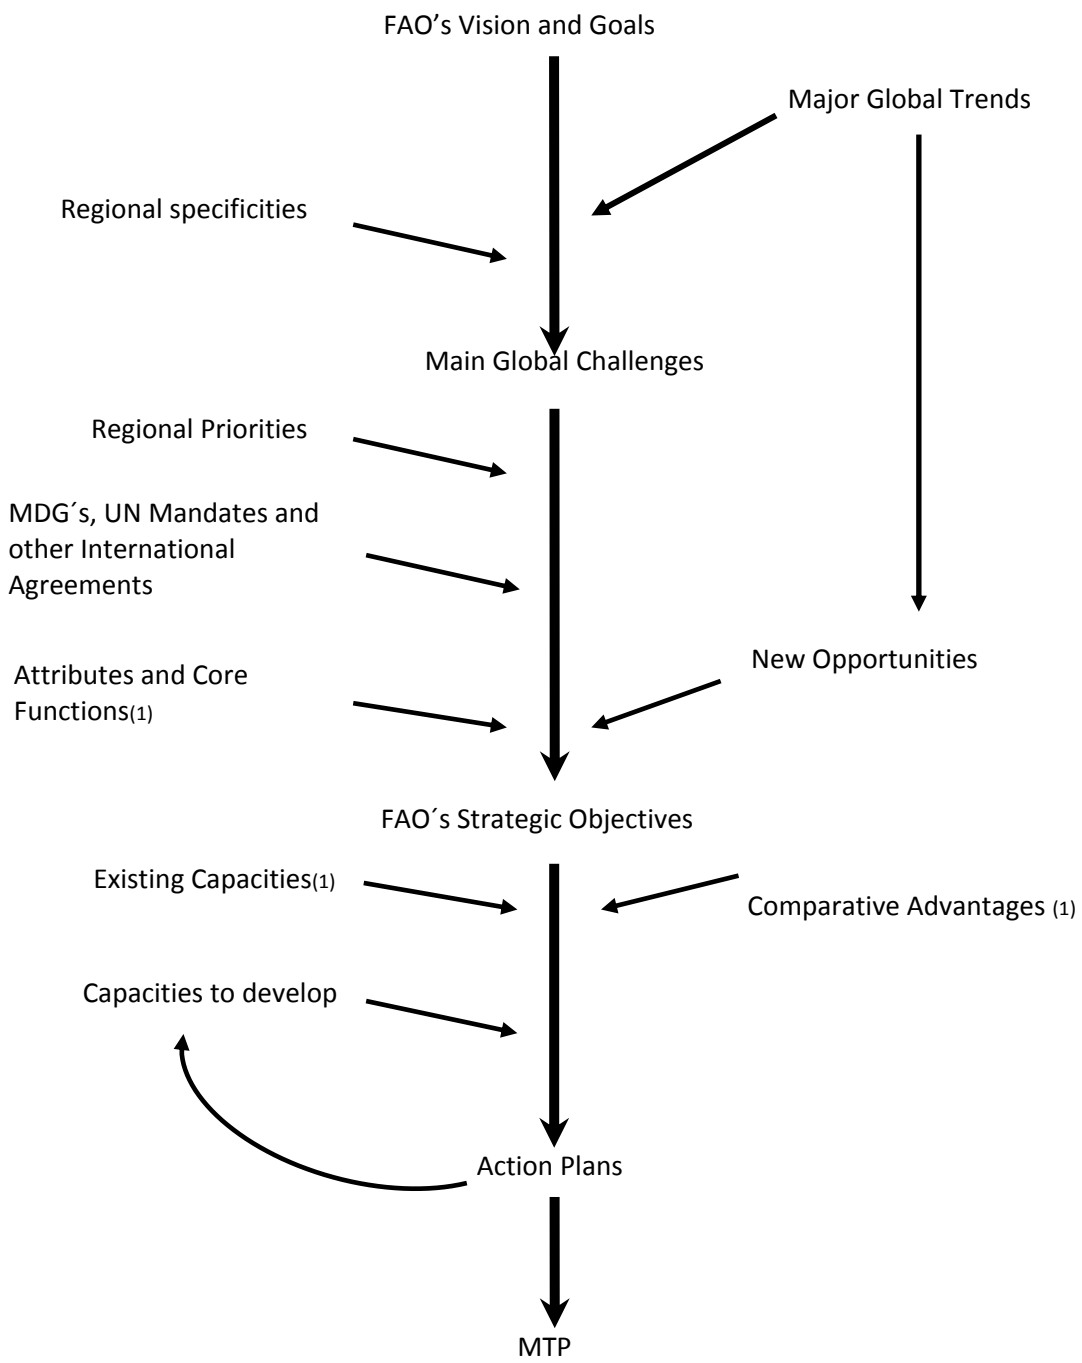 FAO’s Vision and Goals
Major Global Trends
Regional specificities
Main Global Challenges
Regional Priorities
MDG´s, UN Mandates and
other International
Agreements
New Opportunities
Attributes and Core
Functions(1)
FAO´s Strategic Objectives
Existing Capacities(1)
Comparative Advantages (1)
Capacities to develop
Action Plans
MTP